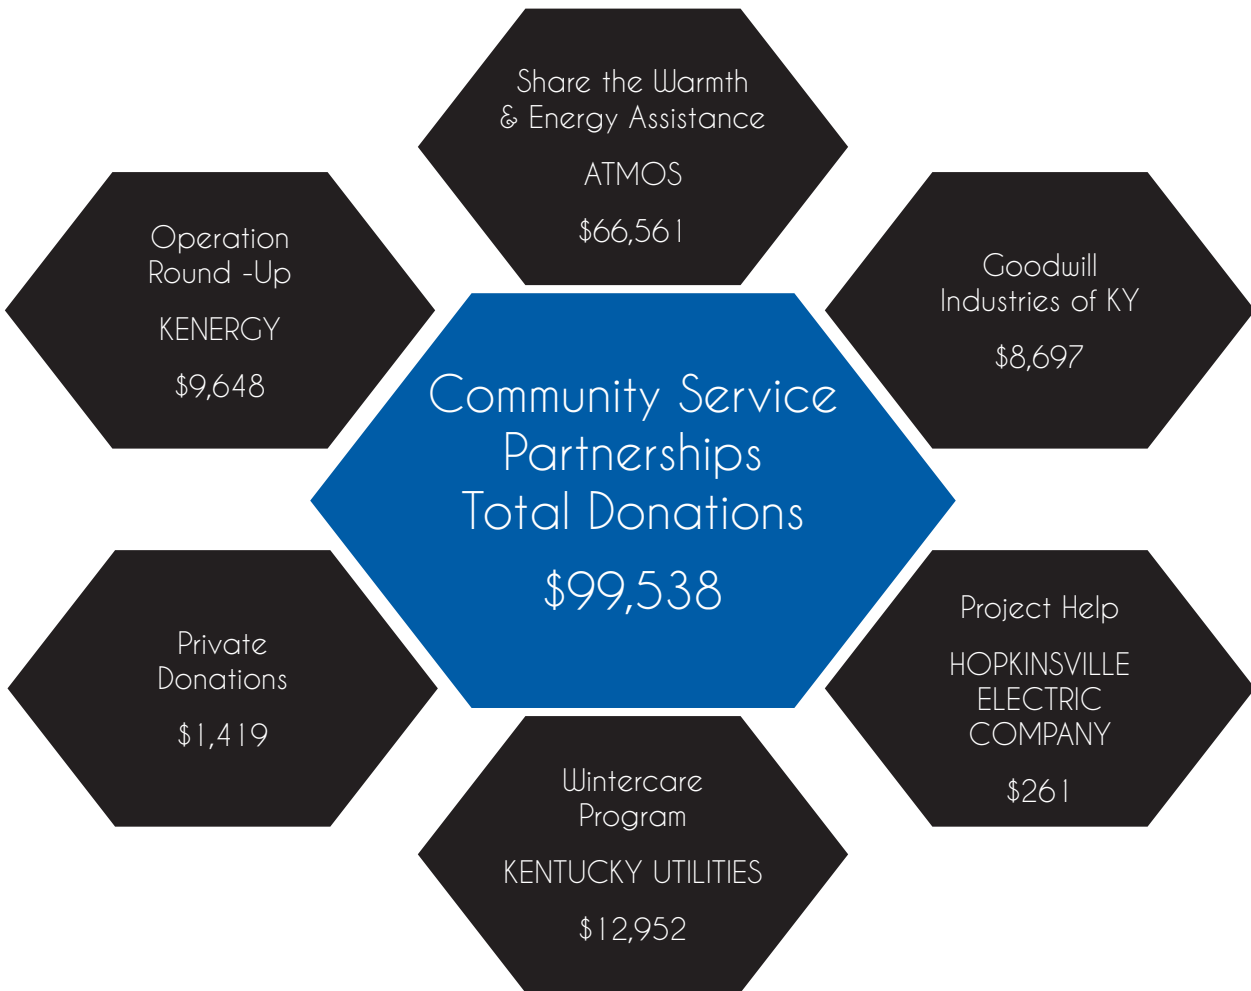 Share the Warmth
& Energy Assistance
ATMOS
$66,561
Operation
Round -Up
KENERGY
$9,648
Goodwill
Industries of KY
$8,697
Community Service
Partnerships
Total Donations
$99,538
Private
Donations
$1,419
Project Help
HOPKINSVILLE
ELECTRIC
COMPANY
$261
Wintercare
Program
KENTUCKY UTILITIES
$12,952